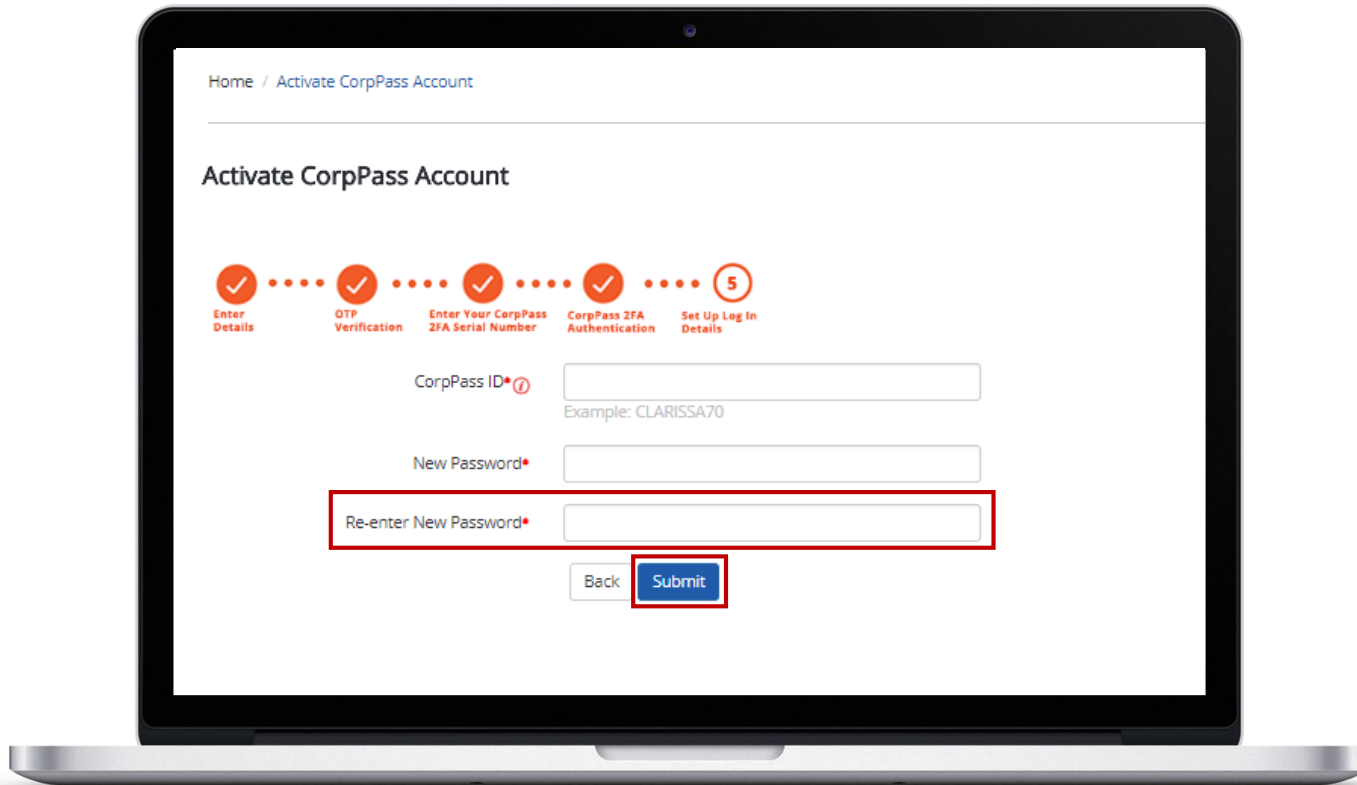 Home / Activate CorpPass Account
Activate CorpPass Account
5
Enter
Details
OTP
Verification
Enter Your CorpPass
2FA Serial Number
CorpPass 2FA
Authentication
Set Up Log In
Details
CorpPass ID* i
Example: CLARISSA70
New Password*
Re-enter New Password*
Back Submit